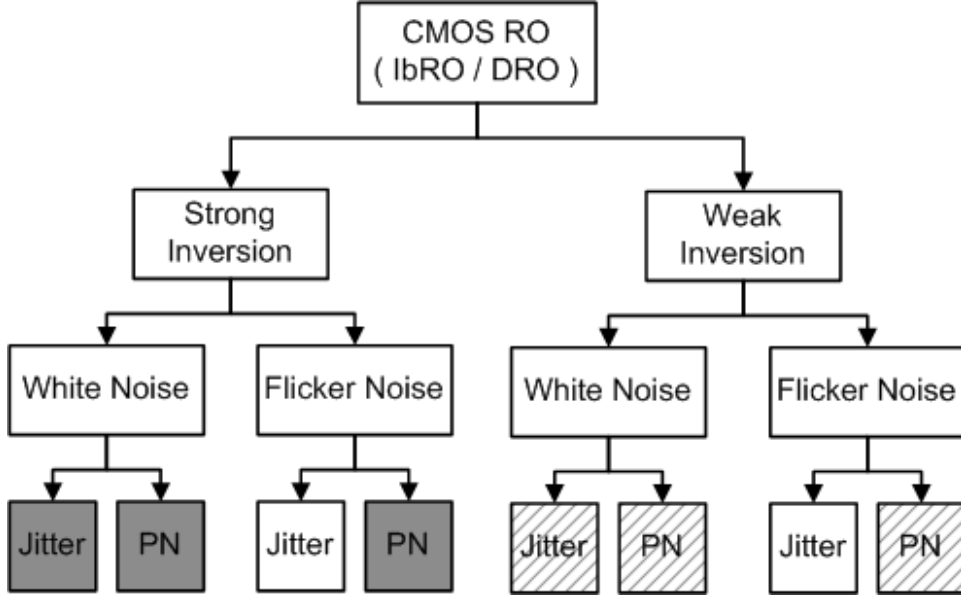 CMOS RO
( IbRO / DRO )
Strong
Inversion
Weak
Inversion
White Noise
Flicker Noise
White Noise
Flicker Noise
Jitter
PN
Jitter
PN
Jitter
PN
Jitter
PN